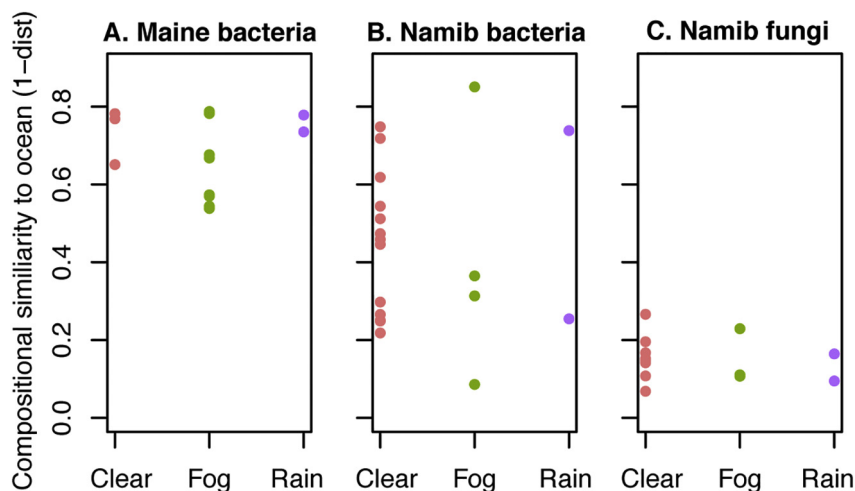 A. Maine bacteria
B. Namib bacteria
C. Namib fungi
Compositional similiarity to ocean (1−dist)
0.8
0.6
0.4
0.2
0.0
Clear Fog Rain
Clear Fog Rain
Clear Fog Rain